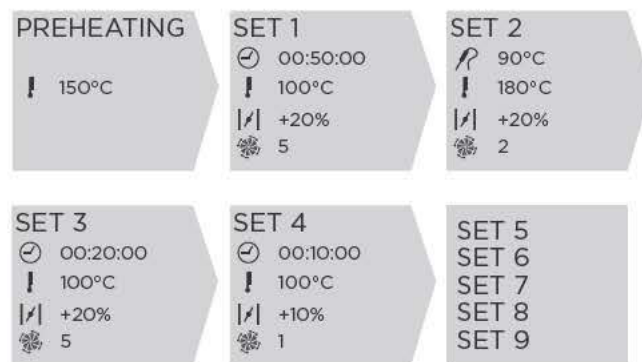 PREHEATING
150°C
SET 1
00:50:00
100°C
+20%
5
SET 2
90°C
180°C
+20%
2
SET 3
00:20:00
100°C
+20%
5
SET 4
00:10:00
100°C
+10%
1
SET 5
SET 6
SET 7
SET 8
SET 9